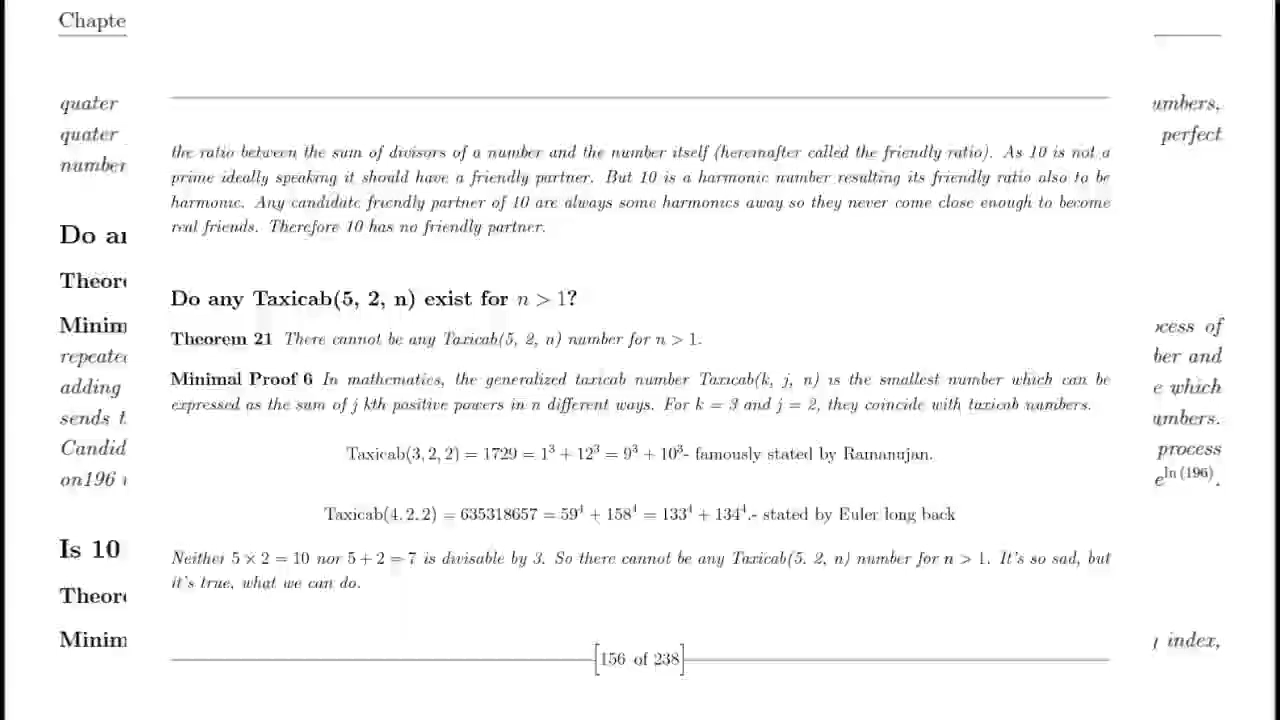 Chapte
quater umbers,
quater perfect
number
the ratio between the sum of divisors of a number and the number itself (hereinafter called the friendly ratio). As 10 is not a
prime ideally speaking it should have a friendly partner. But 10 is a harmonic number resulting its friendly ratio also to be
harmonic. Any candidate friendly partner of 10 are always some harmonics away so they never come close enough to become
real friends. Therefore 10 has no friendly partner.
Do a
Theor
Do any Taxicab(5, 2, n) exist for n > 1?
Minim ocess of
Theorem 21 There cannot be any Taxicab(5, 2, n) number for n > 1.
repeate ber and
Minimal Proof 6 In mathematics, the generalized taxicab number Taxicab(k, j, n) is the smallest number which can be
adding e which
expressed as the sum of j kth positive powers in n different ways. For k = 3 and j = 2, they coincide with taxicab numbers.
sends t umbers.
Candid process
Taxicab(3, 2, 2) = 1729 = 1³ + 12³ = 9³ + 10³- famously stated by Ramanujan.
on196 e^ln (196).
Taxicab(4, 2, 2) = 635318657 = 59⁴ + 158⁴ = 133⁴ + 134⁴.- stated by Euler long back
Is 10
Neither 5 × 2 = 10 nor 5 + 2 = 7 is divisable by 3. So there cannot be any Taxicab(5, 2, n) number for n > 1. It's so sad, but
it's true, what we can do.
Theor
Minim index,
[156 of 238]